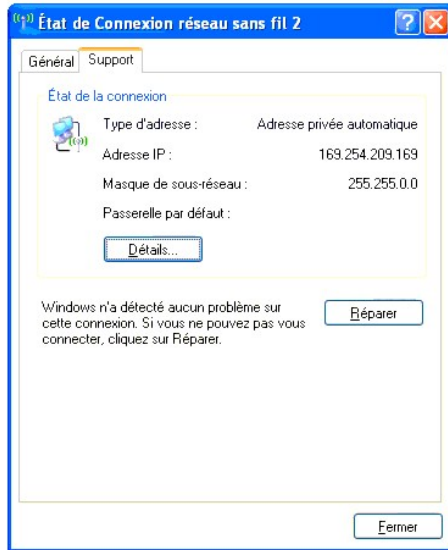 État de Connexion réseau sans fil 2
Général Support
État de la connexion
Type d'adresse : Adresse privée automatique
Adresse IP : 169.254.209.169
Masque de sous-réseau : 255.255.0.0
Passerelle par défaut :
Détails...
Windows n'a détecté aucun problème sur
cette connexion. Si vous ne pouvez pas vous
connecter, cliquez sur Réparer.
Réparer
Fermer